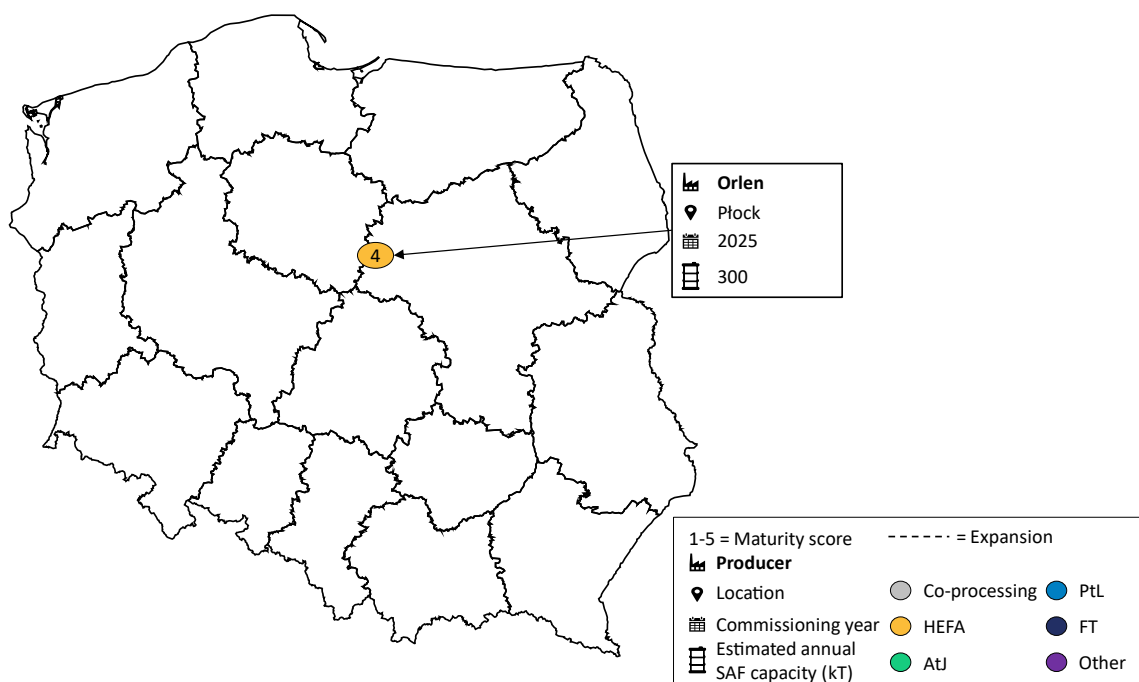 Orlen
Płock
4
2025
300
1-5 = Maturity score
= Expansion
Producer
Location
Commissioning year
Estimated annual
SAF capacity (kT)
Co-processing
HEFA
AtJ
PtL
FT
Other